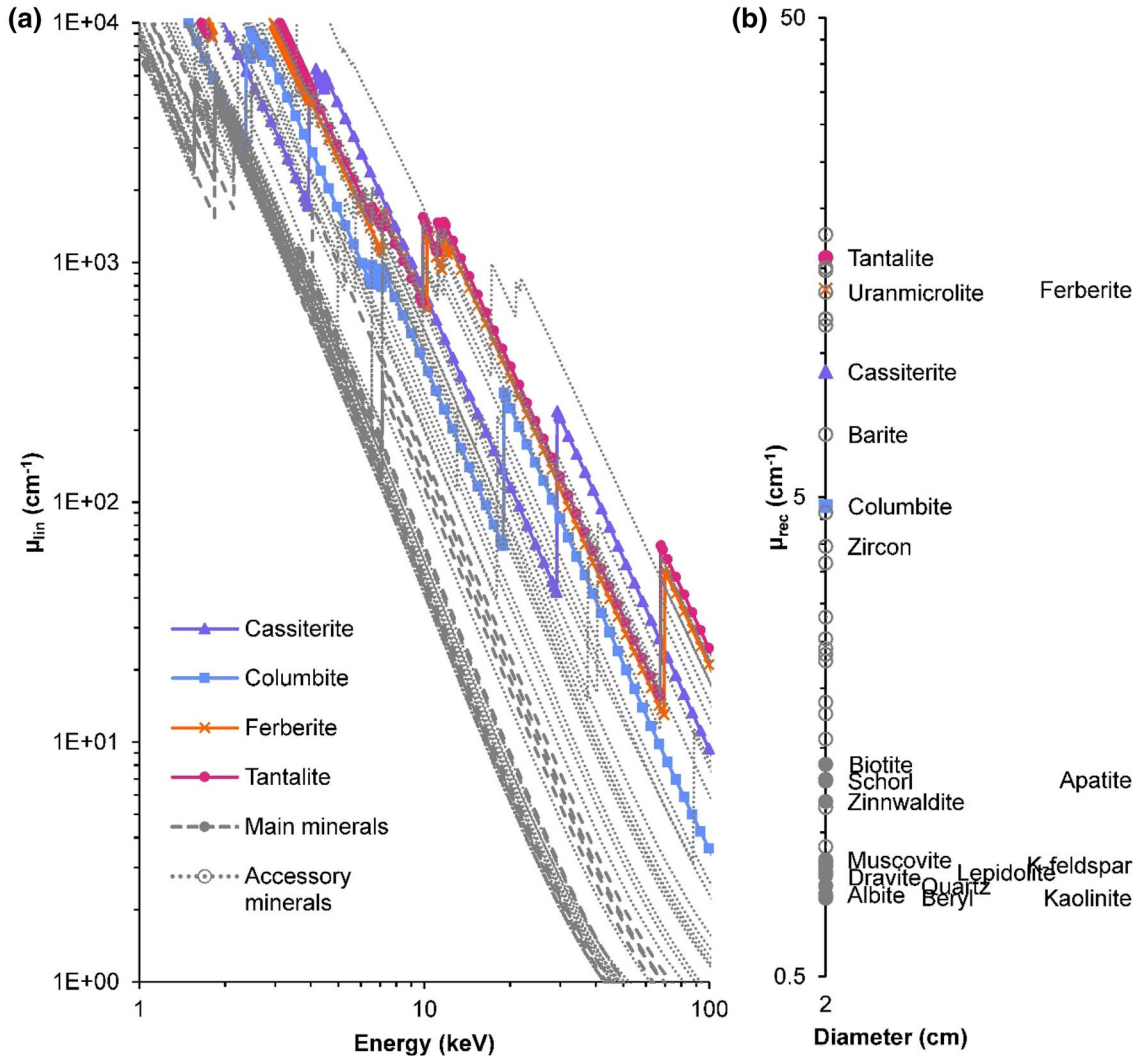 (a)
1E+04
1E+03
1E+02
1E+01
1E+00
μlin (cm-1)
Cassiterite
Columbite
Ferberite
Tantalite
Main minerals
Accessory
minerals
1
10
100
Energy (keV)
(b)
50
5
0.5
μrec (cm-1)
Tantalite
Uranmicrolite Ferberite
Cassiterite
Barite
Columbite
Zircon
Biotite
Schorl Apatite
Zinnwaldite
Muscovite K-feldspar
Dravite Lepidolite
Quartz
Albite Beryl Kaolinite
2
Diameter (cm)